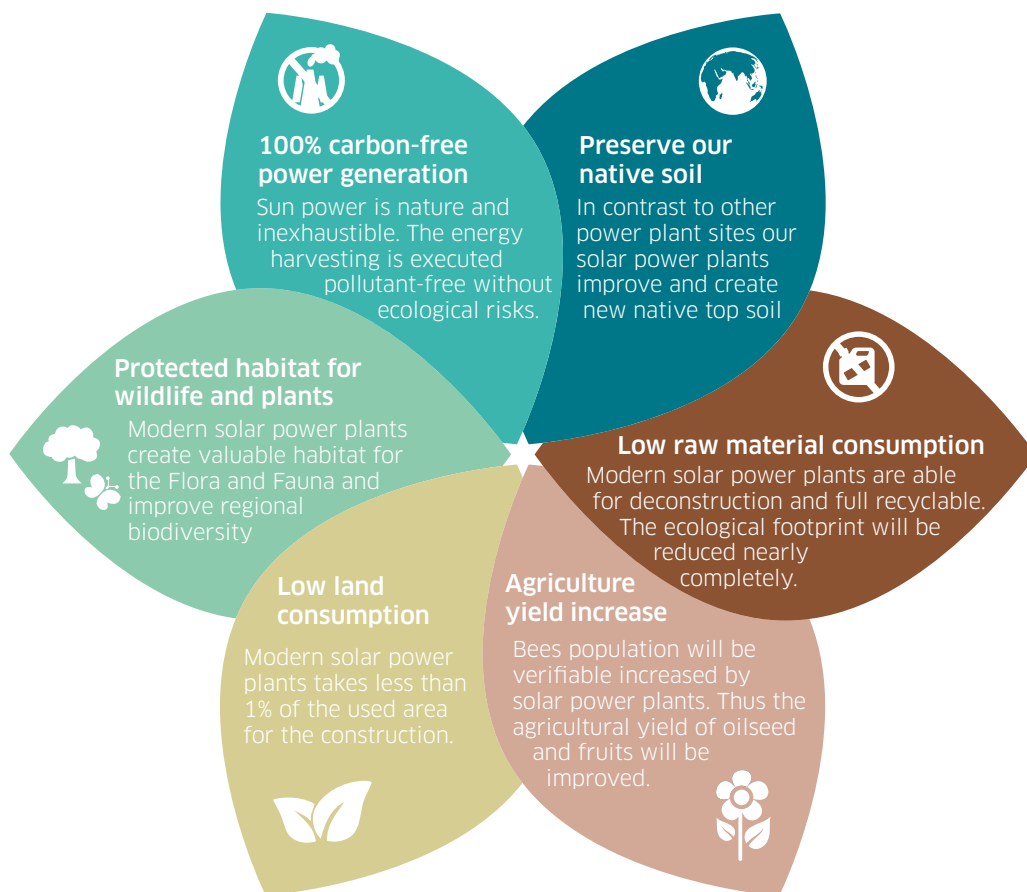 100% carbon-free
power generation
Sun power is nature and
inexhaustible. The energy
harvesting is executed
pollutant-free without
ecological risks.
Preserve our
native soil
In contrast to other
power plant sites our
solar power plants
improve and create
new native top soil
Protected habitat for
wildlife and plants
Modern solar power plants
create valuable habitat for
the Flora and Fauna and
improve regional
biodiversity
Low raw material consumption
Modern solar power plants are able
for deconstruction and full recyclable.
The ecological footprint will be
reduced nearly
completely.
Low land
consumption
Modern solar power
plants takes less than
1% of the used area
for the construction.
Agriculture
yield increase
Bees population will be
verifiable increased by
solar power plants. Thus the
agricultural yield of oilseed
and fruits will be
improved.